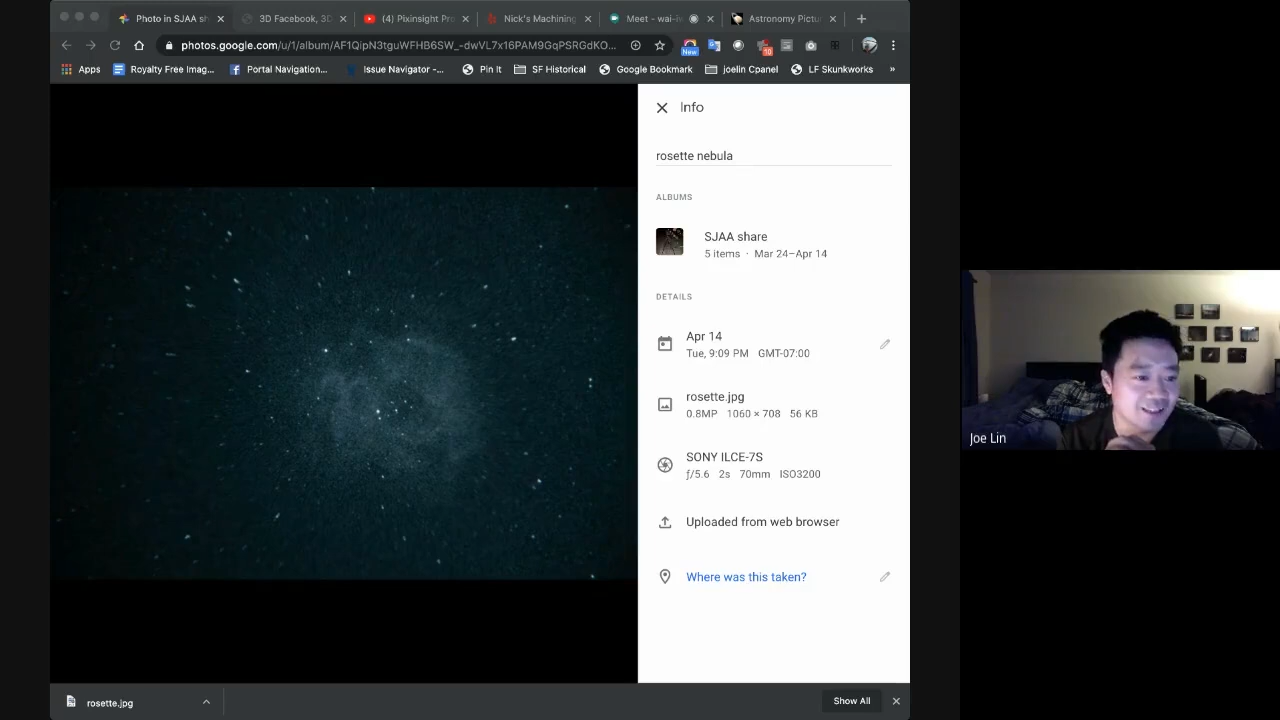 Photo in SJAA sh
3D Facebook, 3D
(4) Pixinsight Pro
Nick's Machining
Meet - wai-i
Astronomy Pictu
photos.google.com/u/1/album/AF1QipN3tguWFHB6SW_-dwVL7x16PAM9GqPSRGdKO...
New
10
Apps
Royalty Free Imag...
Portal Navigation...
Issue Navigator -...
Pin It
SF Historical
Google Bookmark
joelin Cpanel
LF Skunkworks
»
Info
rosette nebula
ALBUMS
SJAA share
5 items · Mar 24–Apr 14
DETAILS
Apr 14
Tue, 9:09 PM GMT-07:00
rosette.jpg
0.8MP 1060 × 708 56 KB
SONY ILCE-7S
ƒ/5.6 2s 70mm ISO3200
Uploaded from web browser
Where was this taken?
Joe Lin
rosette.jpg
Show All